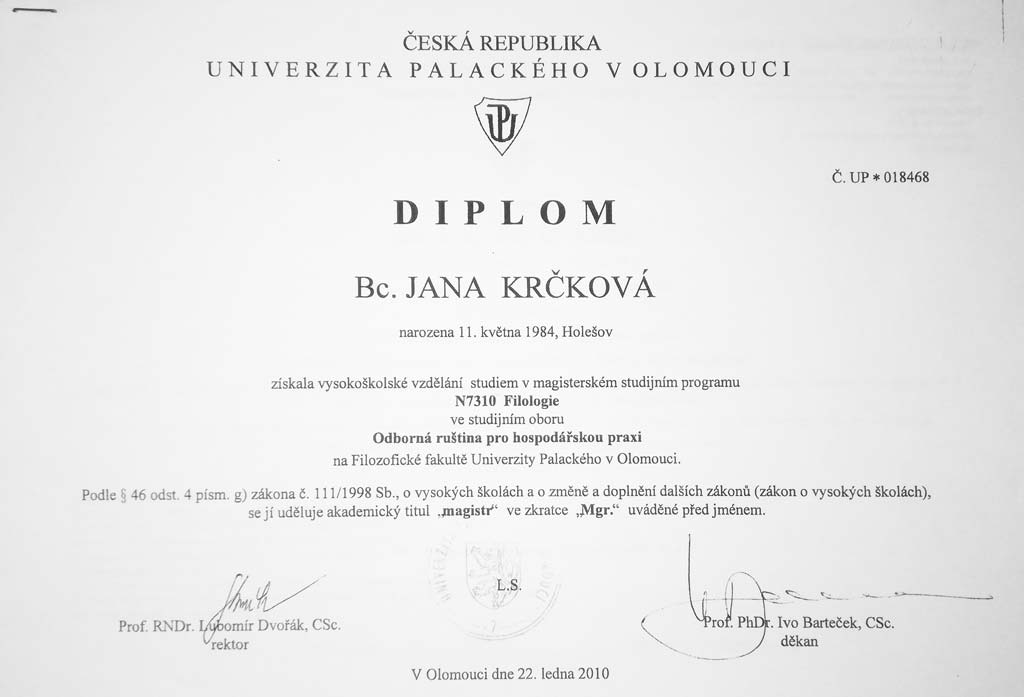 ČESKÁ REPUBLIKA
UNIVERZITA PALACKÉHO V OLOMOUCI
UP
Č. UP * 018468
DIPLOM
Bc. JANA KRČKOVÁ
narozena 11. května 1984, Holešov
získala vysokoškolské vzdělání studiem v magisterském studijním programu
N7310 Filologie
ve studijním oboru
Odborná ruština pro hospodářskou praxi
na Filozofické fakultě Univerzity Palackého v Olomouci.
Podle § 46 odst. 4 písm. g) zákona č. 111/1998 Sb., o vysokých školách a o změně a doplnění dalších zákonů (zákon o vysokých školách),
se jí uděluje akademický titul „magistr“ ve zkratce „Mgr.“ uváděné před jménem.
L.S.
Prof. RNDr. Lubomír Dvořák, CSc.
rektor
Prof. PhDr. Ivo Barteček, CSc.
děkan
V Olomouci dne 22. ledna 2010